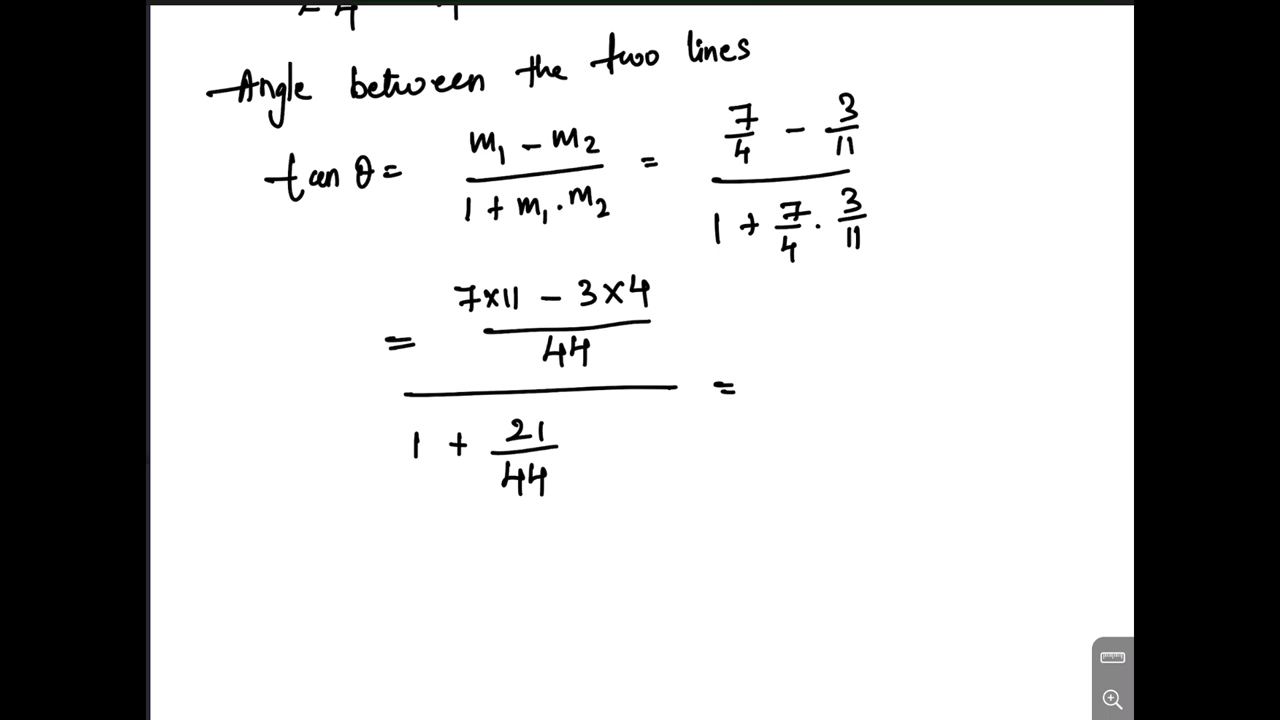 Angle between the two lines
tan θ = m₁ - m₂ / 1 + m₁ . m₂ = 7/4 - 3/11 / 1 + 7/4 . 3/11
= 7×11 - 3×4 / 44 / 1 + 21/44 =